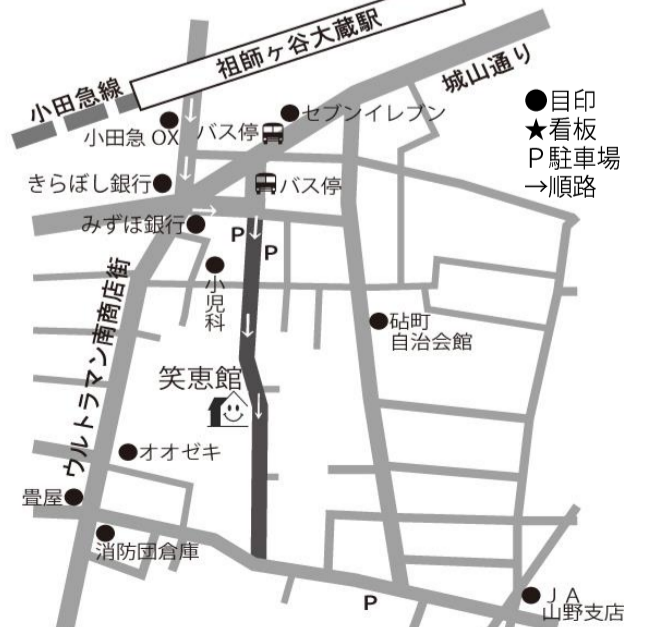 祖師ヶ谷大蔵駅
小田急線
城山通り
●目印
★看板
P駐車場
→順路
小田急 OX
バス停
セブンイレブン
きらぼし銀行
バス停
みずほ銀行
P
P
小児科
ウルトラマン南商店街
砧町
自治会館
笑恵館
オオゼキ
畳屋
消防団倉庫
P
JA
山野支店